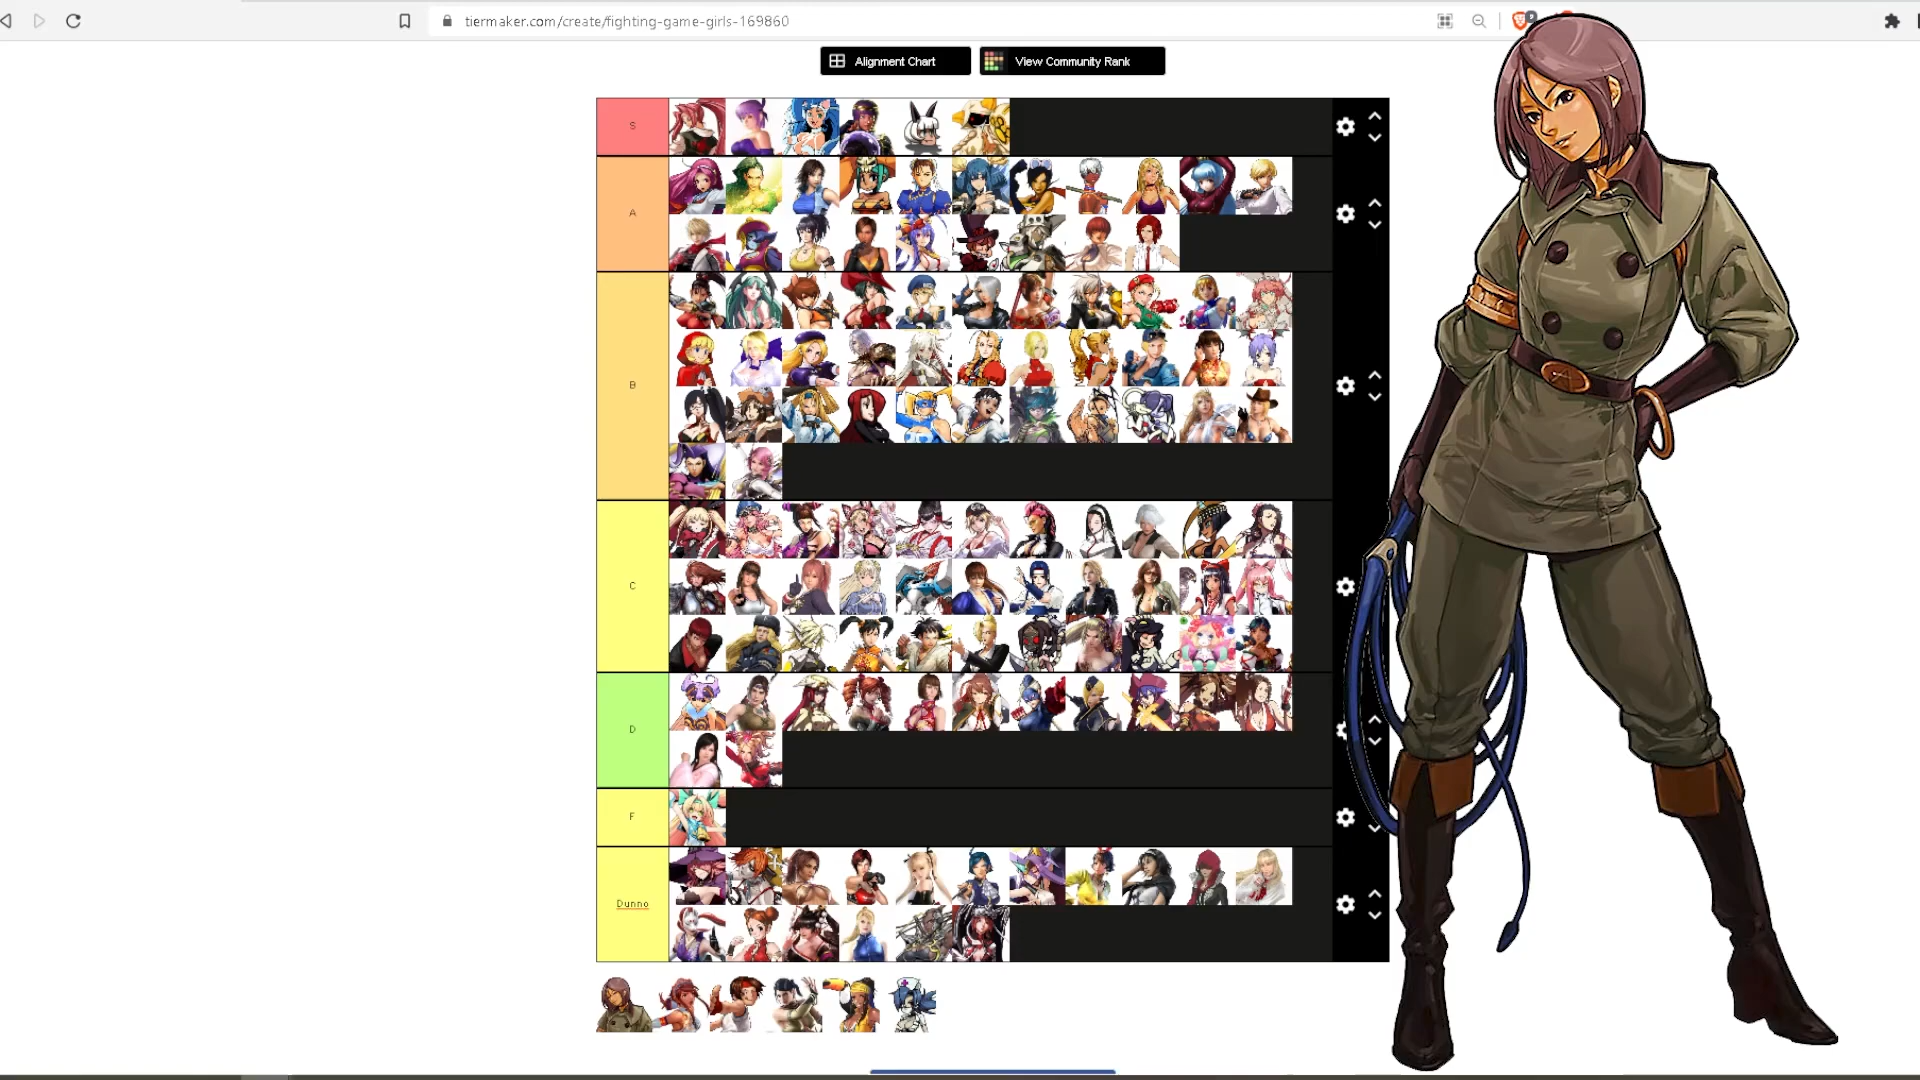 tiermaker.com/create/fighting-game-girls-169860
Alignment Chart
View Community Rank
S
A
B
C
D
F
Dunno